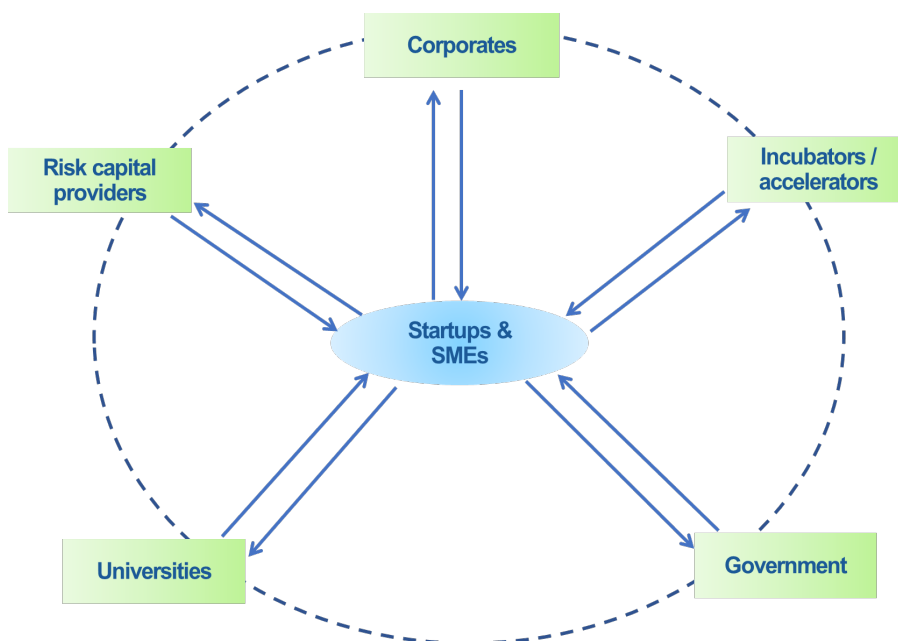 Corporates
Risk capital
providers
Incubators /
accelerators
Startups &
SMEs
Universities
Government